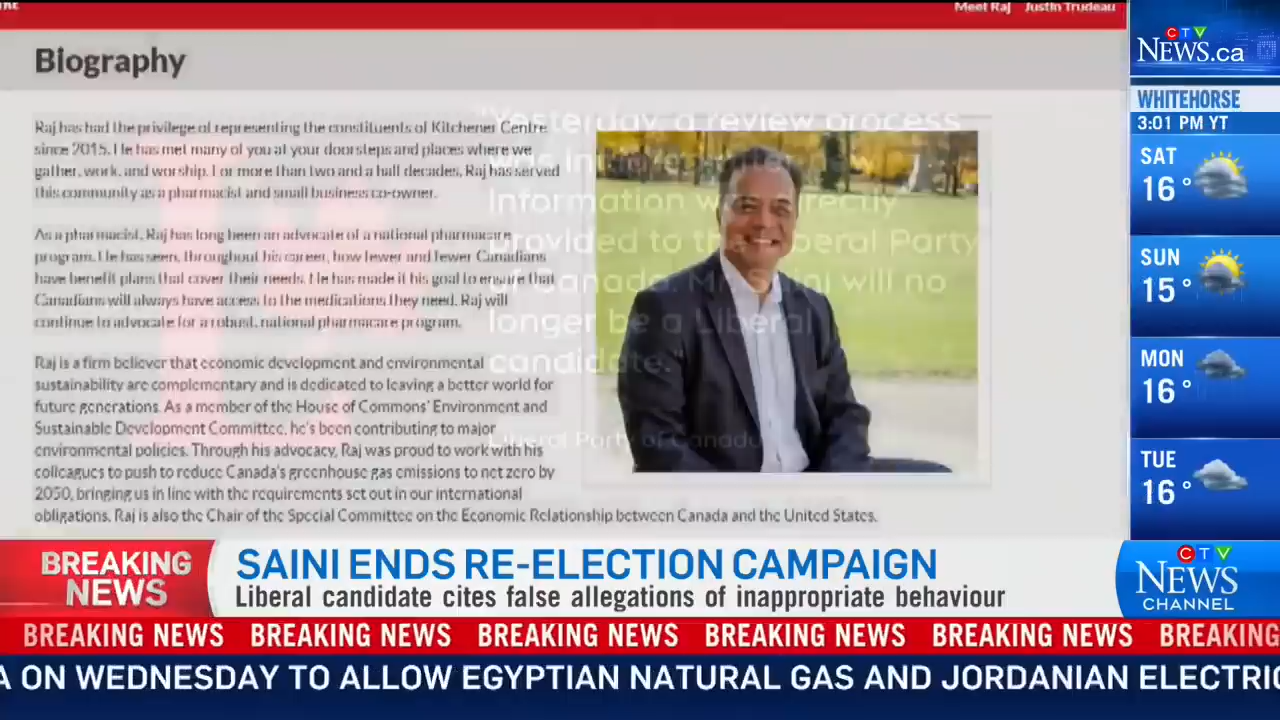 Meet Raj Justin Trudeau
Biography
Raj has had the privilege of representing the constituents of Kitchener Centre
since 2015. He has met many of you at your doorsteps and places where we
gather, work, and worship. For more than two and a half decades, Raj has served
this community as a pharmacist and small business co-owner.
As a pharmacist, Raj has long been an advocate of a national pharmacare
program. He has seen, throughout his career, how fewer and fewer Canadians
have benefit plans that cover their needs. He has made it his goal to ensure that
Canadians will always have access to the medications they need. Raj will
continue to advocate for a robust, national pharmacare program.
Raj is a firm believer that economic development and environmental
sustainability are complementary and is dedicated to leaving a better world for
future generations. As a member of the House of Commons' Environment and
Sustainable Development Committee, he's been contributing to major
environmental policies. Through his advocacy, Raj was proud to work with his
colleagues to push to reduce Canada's greenhouse gas emissions to net zero by
2050, bringing us in line with the requirements set out in our international
obligations. Raj is also the Chair of the Special Committee on the Economic Relationship between Canada and the United States.
"Yesterday, a review process
Information directly
provided to the Liberal Party
of Canada. Mr. Saini will no
longer be a Liberal
candidate."
Liberal Party of Canada
CTV
NEWS.ca
WHITEHORSE
3:01 PM YT
SAT
16°
SUN
15°
MON
16°
TUE
16°
BREAKING
NEWS
SAINI ENDS RE-ELECTION CAMPAIGN
Liberal candidate cites false allegations of inappropriate behaviour
CTV
NEWS
CHANNEL
BREAKING NEWS BREAKING NEWS BREAKING NEWS BREAKING NEWS BREAKING NEWS BREAKING
A ON WEDNESDAY TO ALLOW EGYPTIAN NATURAL GAS AND JORDANIAN ELECTRIC